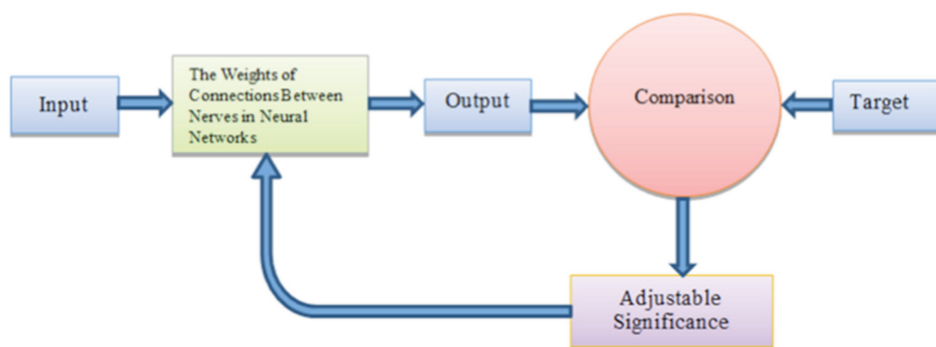 Input
The Weights of
Connections Between
Nerves in Neural
Networks
Output
Comparison
Target
Adjustable
Significance